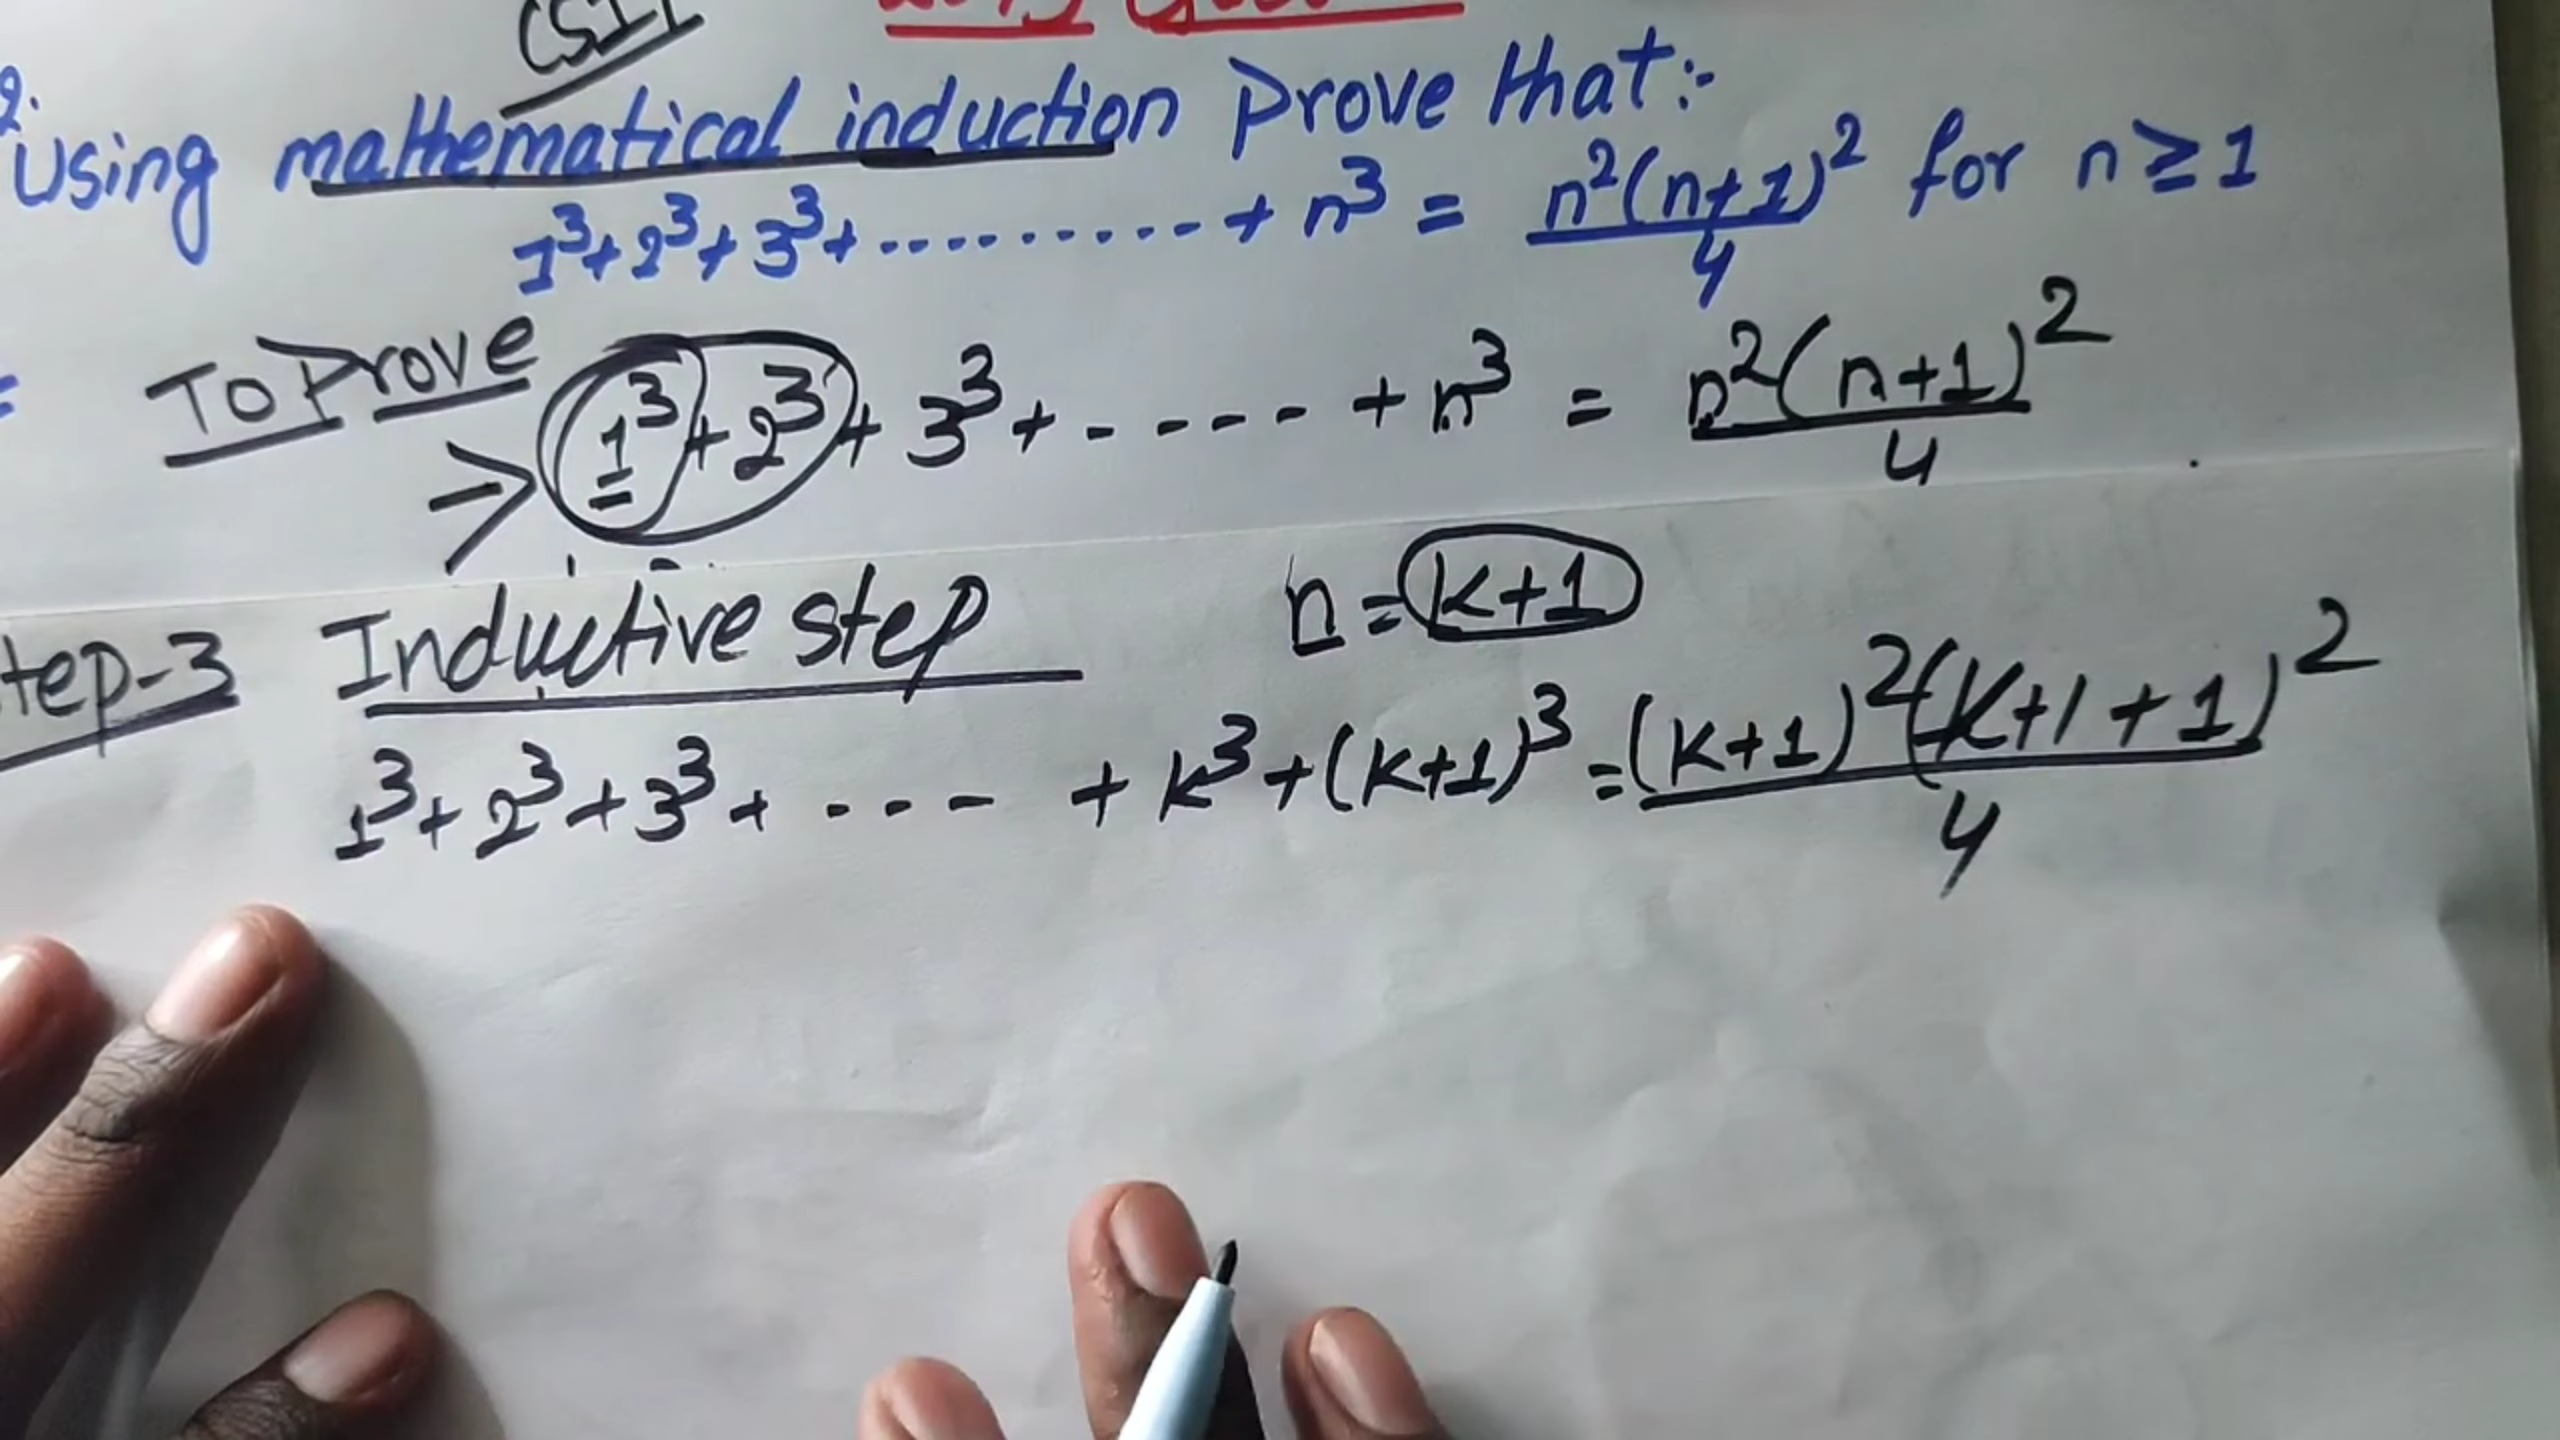 CSIT
2.
Using mathematical induction Prove that:-
1³+2³+3³+..........+ n³ = n²(n+1)²/4 for n ≥ 1
To Prove
=> 1³+2³+3³+-----+n³ = n²(n+1)²/4
Step-3 Inductive step n=k+1
1³+2³+3³+---- +k³+(k+1)³=(k+1)²(k+1+1)²/4